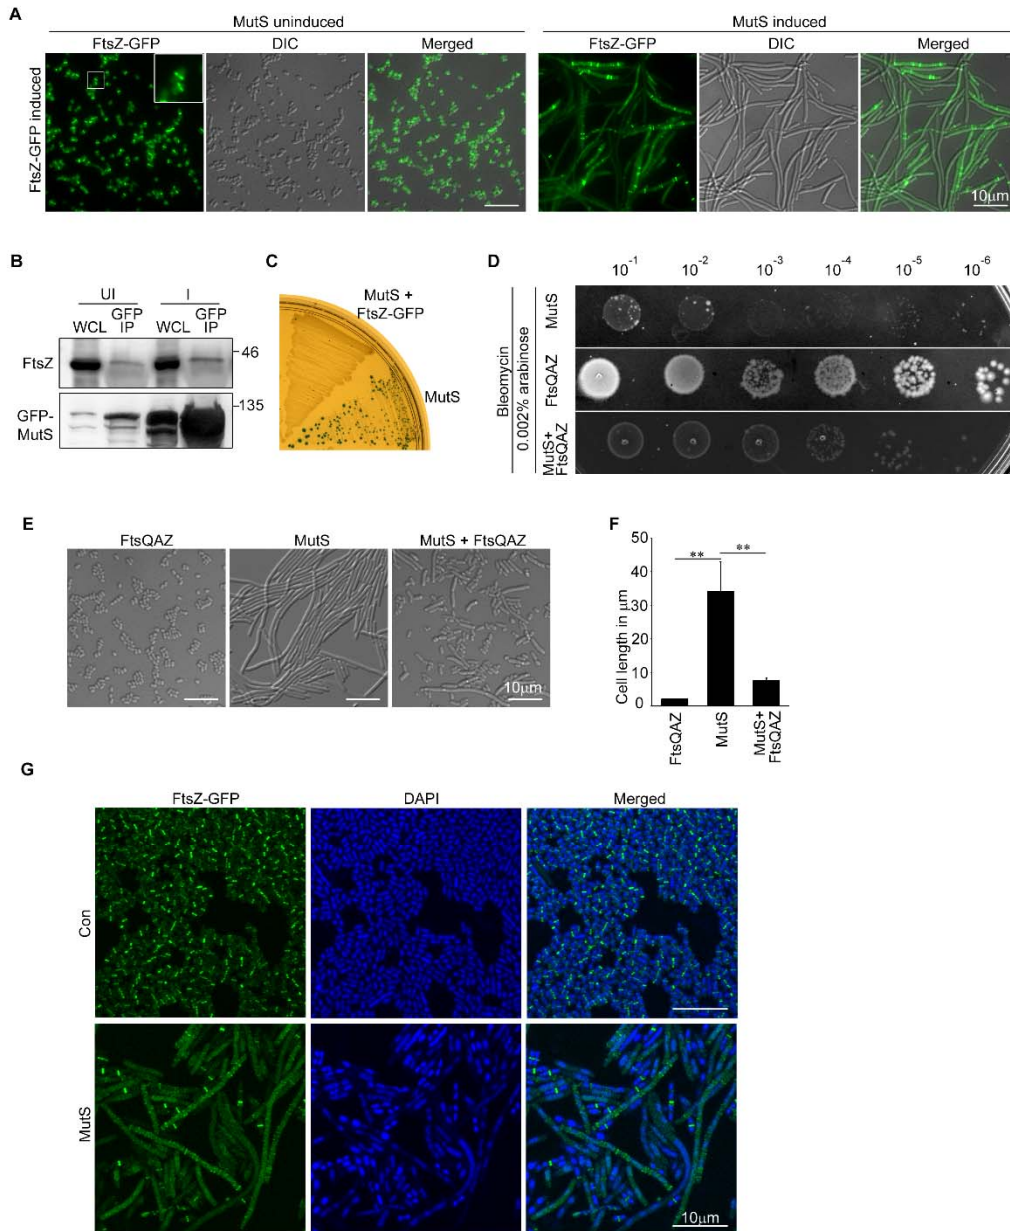 A
MutS uninduced
MutS induced
FtsZ-GFP
DIC
Merged
FtsZ-GFP
DIC
Merged
FtsZ-GFP induced
10μm
B
UI
I
WCL
GFP
IP
WCL
GFP
IP
FtsZ
46
GFP-
MutS
135
C
MutS +
FtsZ-GFP
MutS
D
10-1
10-2
10-3
10-4
10-5
10-6
Bleomycin
0.002% arabinose
MutS
FtsQAZ
MutS+
FtsQAZ
E
FtsQAZ
MutS
MutS + FtsQAZ
10μm
F
Cell length in μm
50
40
30
20
10
0
**
**
FtsQAZ
MutS
MutS+
FtsQAZ
G
FtsZ-GFP
DAPI
Merged
Con
MutS
10μm